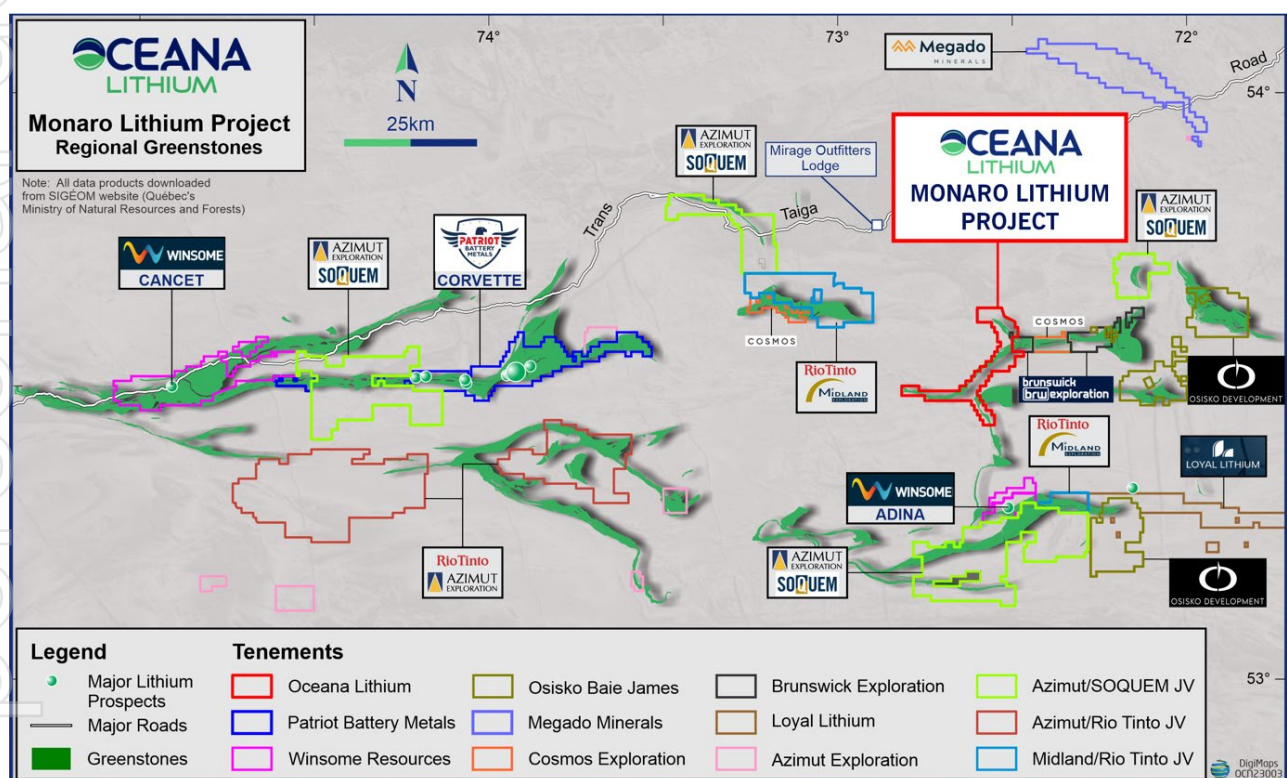 OCEANA
LITHIUM
Monaro Lithium Project
Regional Greenstones
Note: All data products downloaded
from SIGÉOM website (Québec's
Ministry of Natural Resources and Forests)
74°
73°
72°
N
25km
Megado
MINERALS
Road
54°
AZIMUT
EXPLORATION
SOQUEM
Mirage Outfitters
Lodge
OCEANA
LITHIUM
MONARO LITHIUM
PROJECT
Trans
Taiga
AZIMUT
EXPLORATION
SOQUEM
WINSOME
CANCET
AZIMUT
EXPLORATION
SOQUEM
PATRIOT
BATTERY
METALS
CORVETTE
COSMOS
COSMOS
RioTinto
MIDLAND
EXPLORATION
brunswick
brw exploration
OSISKO DEVELOPMENT
RioTinto
MIDLAND
EXPLORATION
LOYAL LITHIUM
WINSOME
ADINA
RioTinto
AZIMUT
EXPLORATION
AZIMUT
EXPLORATION
SOQUEM
OSISKO DEVELOPMENT
Legend
Major Lithium
Prospects
Major Roads
Greenstones
Tenements
Oceana Lithium
Patriot Battery Metals
Winsome Resources
Osisko Baie James
Megado Minerals
Cosmos Exploration
Brunswick Exploration
Loyal Lithium
Azimut Exploration
Azimut/SOQUEM JV
Azimut/Rio Tinto JV
Midland/Rio Tinto JV
53°
DigiMaps
OCN23003